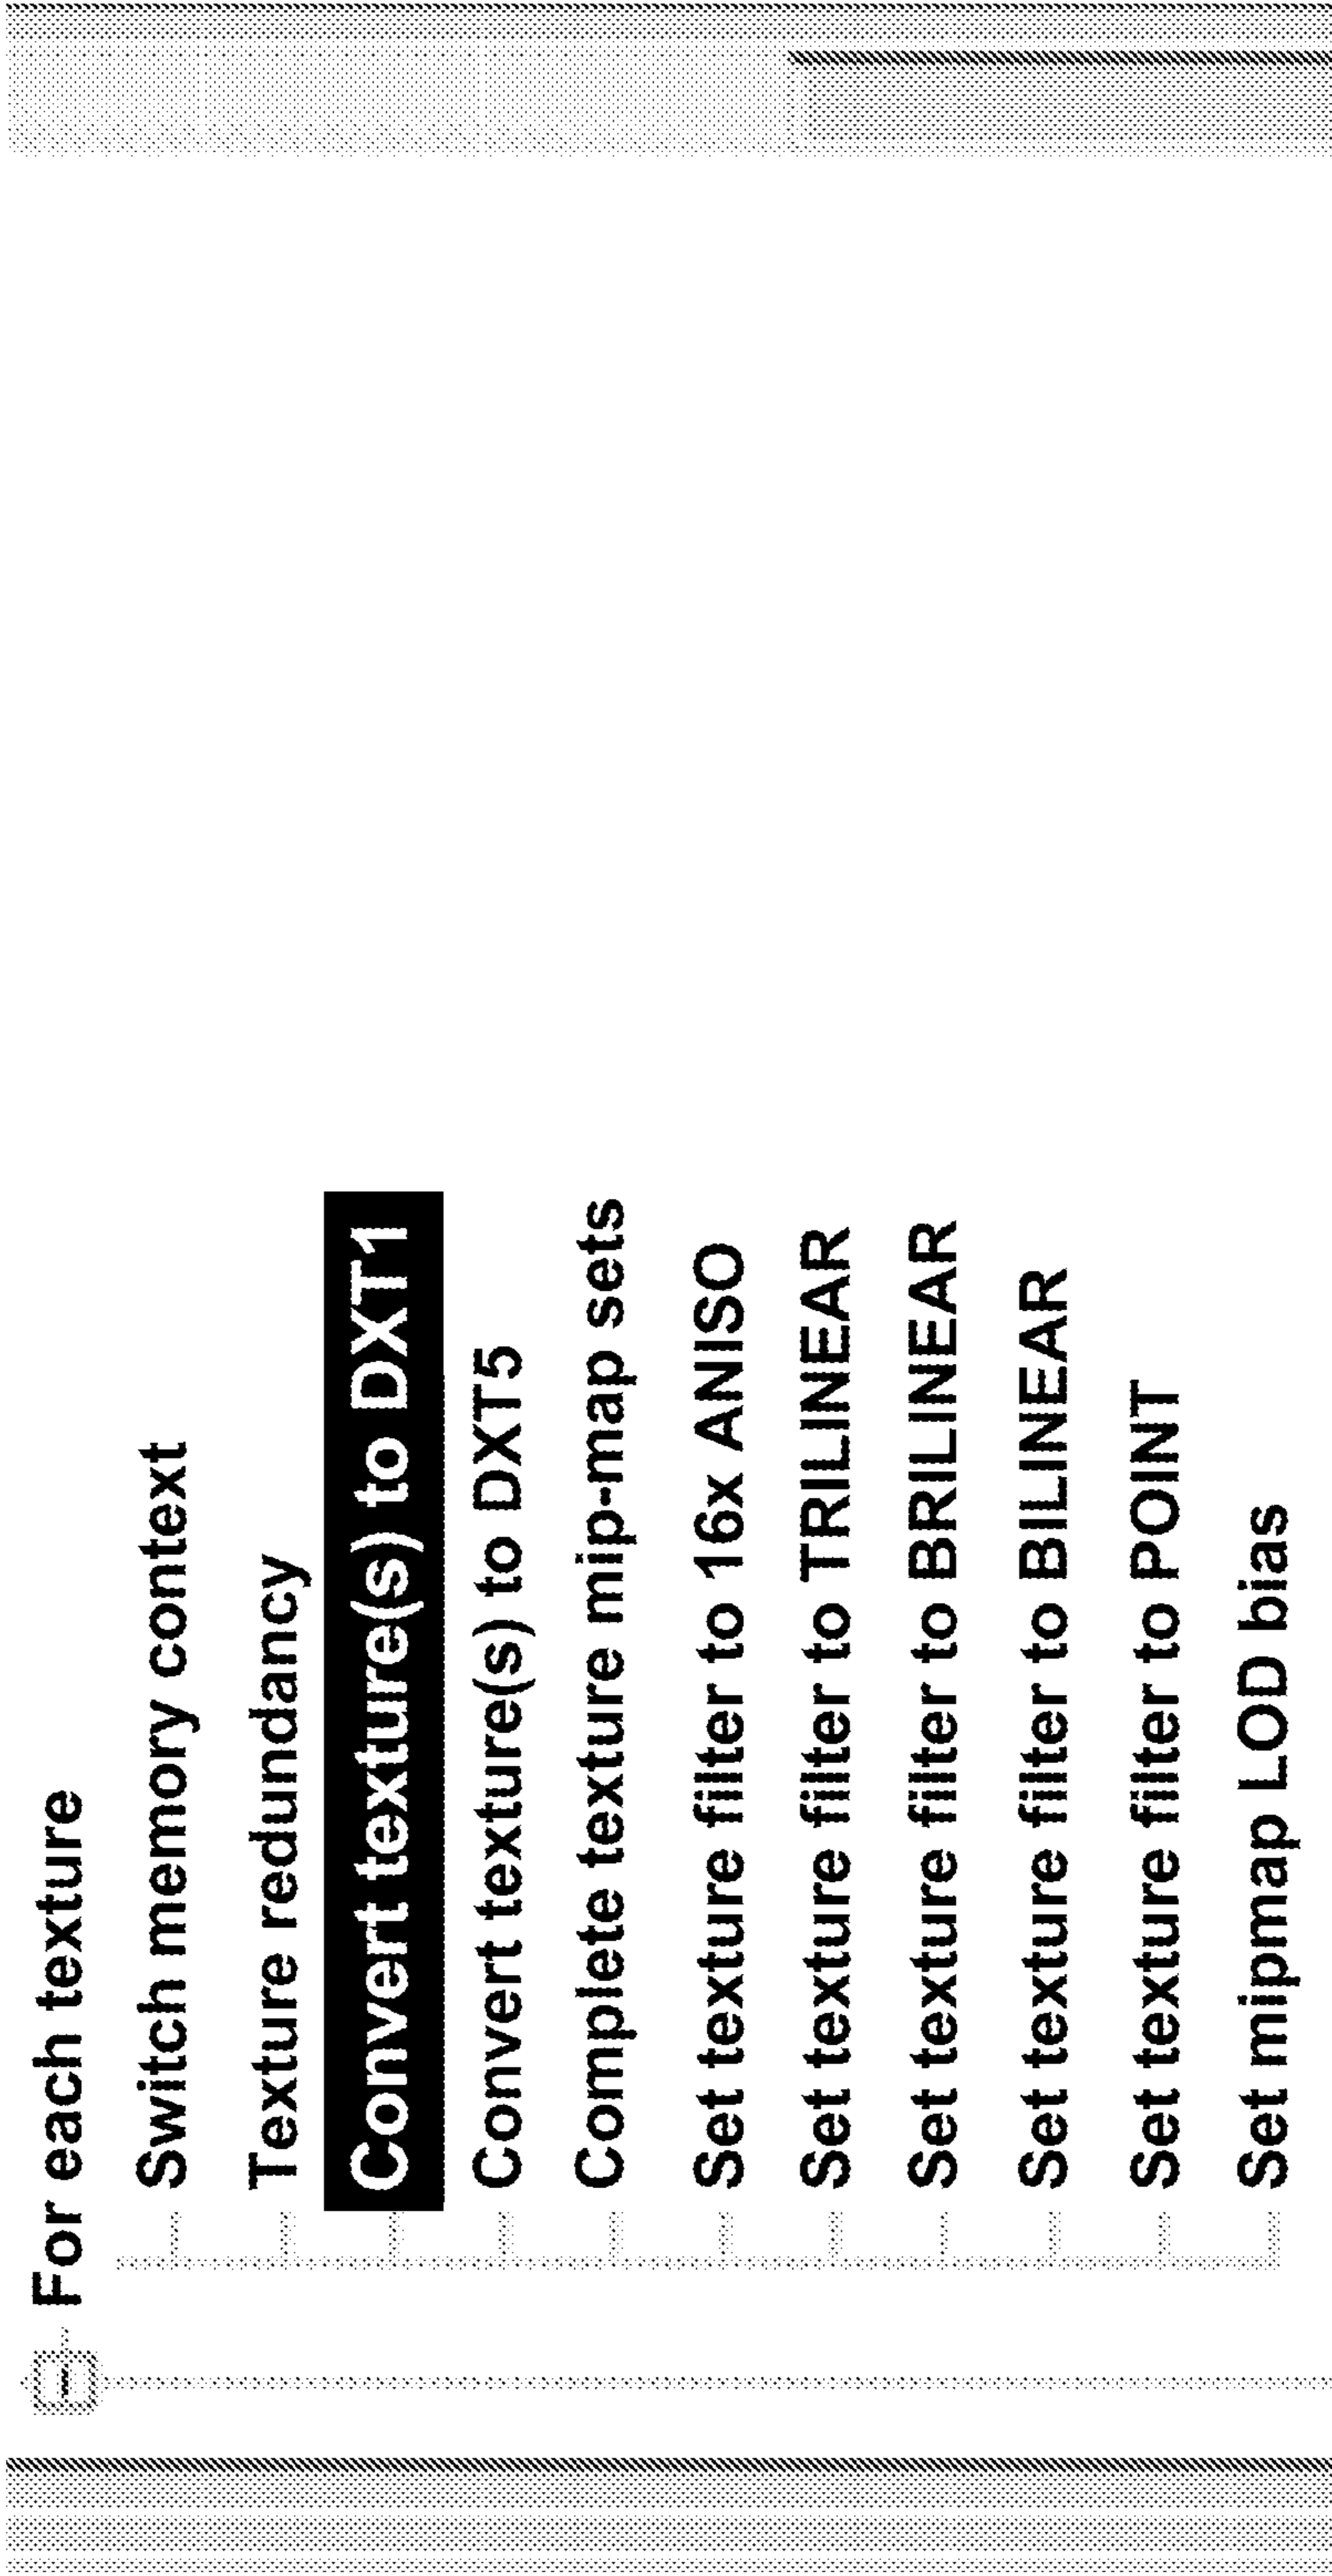 For each texture
Switch memory context
Texture redundancy
Convert texture(s) to DXT1
Convert texture(s) to DXT5
Complete texture mip-map sets
Set texture filter to 16x ANISO
Set texture filter to TRILINEAR
Set texture filter to BRILINEAR
Set texture filter to BILINEAR
Set texture filter to POINT
Set mipmap LOD bias